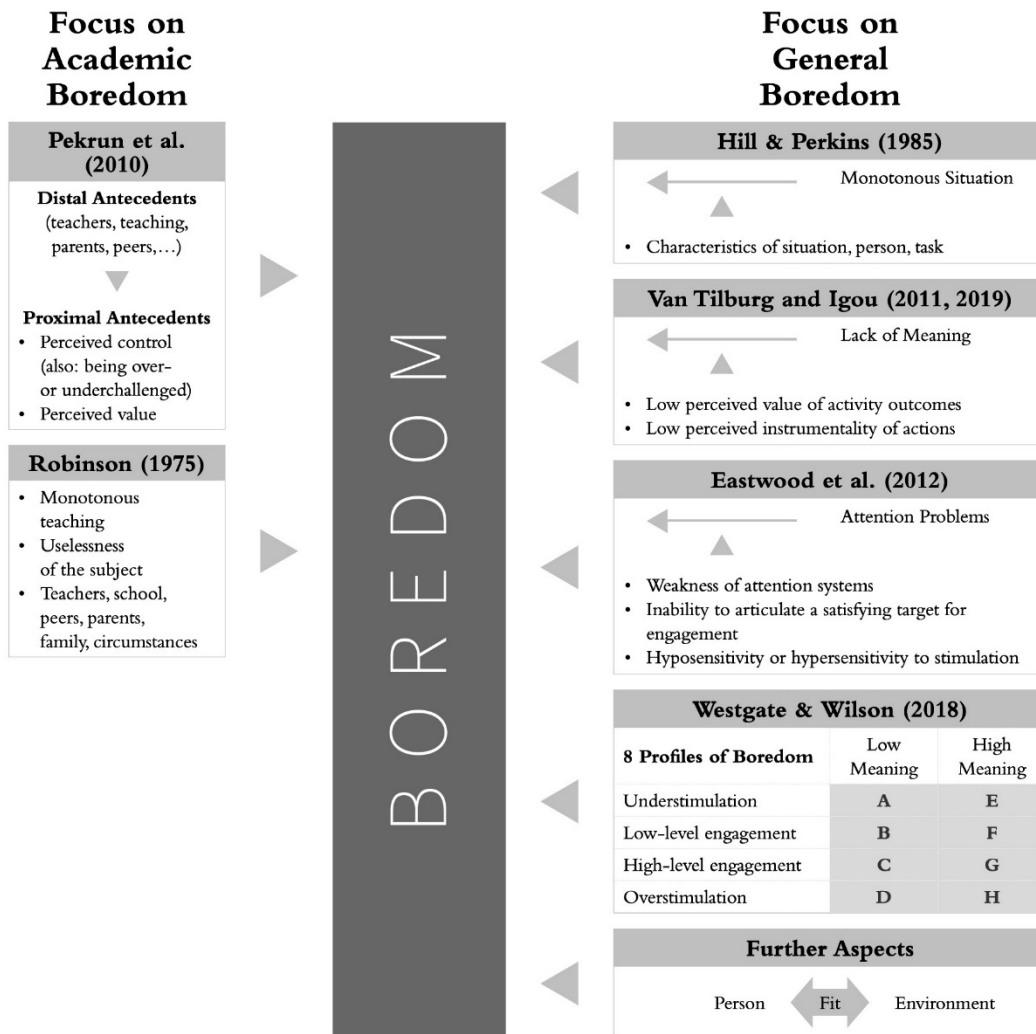 Focus on
Academic
Boredom
Pekrun et al.
(2010)
Distal Antecedents
(teachers, teaching,
parents, peers,…)
Proximal Antecedents
• Perceived control
(also: being over-
or underchallenged)
• Perceived value
Robinson (1975)
• Monotonous
teaching
• Uselessness
of the subject
• Teachers, school,
peers, parents,
family, circumstances
BOREDOM
Focus on
General
Boredom
Hill & Perkins (1985)
Monotonous Situation
• Characteristics of situation, person, task
Van Tilburg and Igou (2011, 2019)
Lack of Meaning
• Low perceived value of activity outcomes
• Low perceived instrumentality of actions
Eastwood et al. (2012)
Attention Problems
• Weakness of attention systems
• Inability to articulate a satisfying target for
engagement
• Hyposensitivity or hypersensitivity to stimulation
Westgate & Wilson (2018)
8 Profiles of Boredom Low Meaning High Meaning
Understimulation A E
Low-level engagement B F
High-level engagement C G
Overstimulation D H
Further Aspects
Person Fit Environment